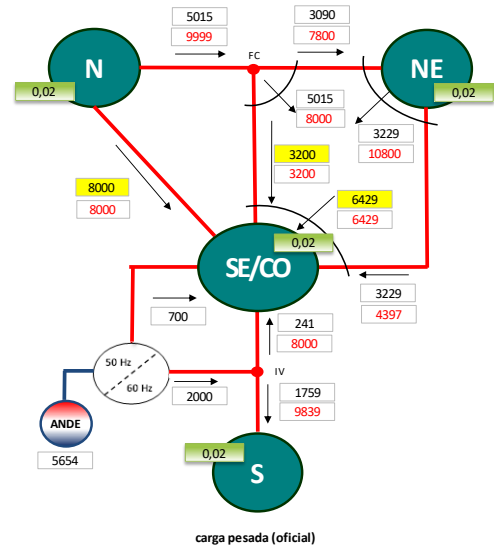 5015
9999
3090
7800
FC
N
NE
0,02
0,02
5015
8000
3229
10800
3200
3200
8000
8000
6429
6429
0,02
SE/CO
3229
4397
700
241
8000
50 Hz
60 Hz
IV
2000
1759
9839
ANDE
5654
0,02
S
carga pesada (oficial)